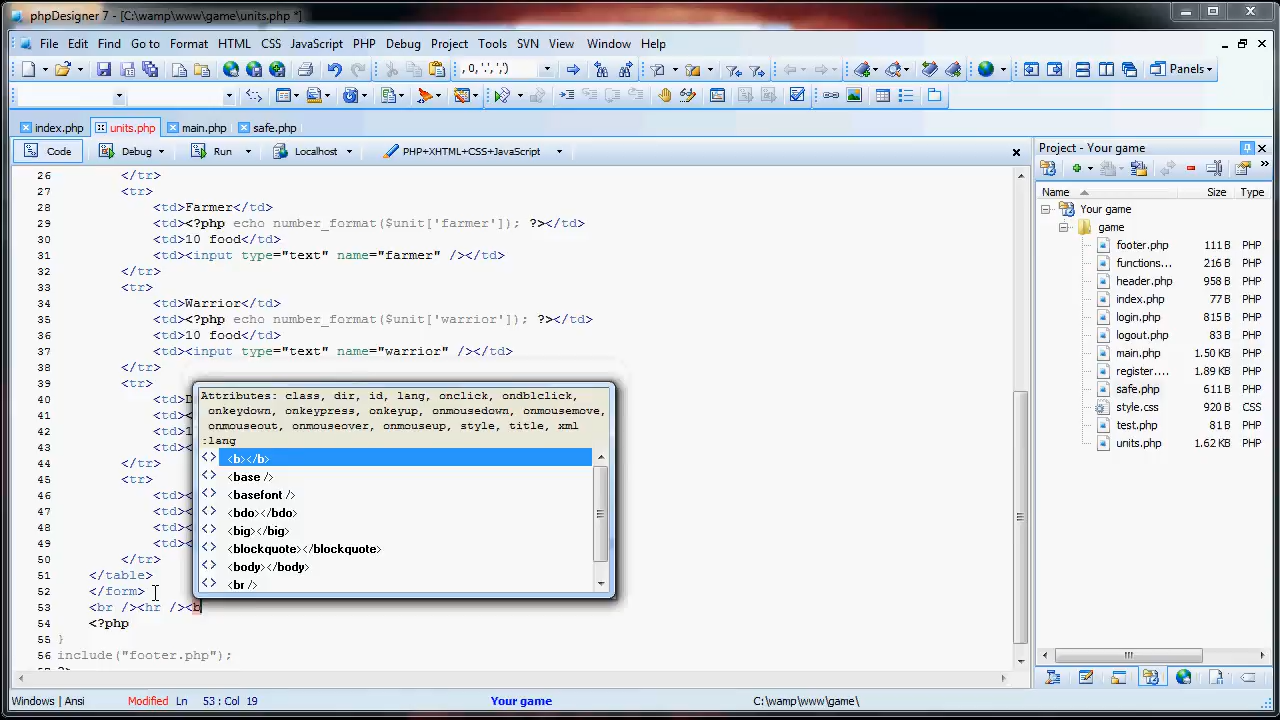 phpDesigner 7 - [C:\wamp\www\game\units.php *]
File Edit Find Go to Format HTML CSS JavaScript PHP Debug Project Tools SVN View Window Help
, 0,'.',',')
Panels
index.php units.php main.php safe.php
Code Debug Run Localhost PHP+XHTML+CSS+JavaScript
26 </tr>
27 <tr>
28 <td>Farmer</td>
29 <td><?php echo number_format($unit['farmer']); ?></td>
30 <td>10 food</td>
31 <td><input type="text" name="farmer" /></td>
32 </tr>
33 <tr>
34 <td>Warrior</td>
35 <td><?php echo number_format($unit['warrior']); ?></td>
36 <td>10 food</td>
37 <td><input type="text" name="warrior" /></td>
38 </tr>
39 <tr>
40 <td>D
41 <td><
42 <td>1
43 <td><
44 </tr>
45 <tr>
46 <td><
47 <td><
48 <td><
49 <td><
50 </tr>
51 </table>
52 </form>
53 <br /><hr /><b
54 <?php
55 }
56 include("footer.php");
Attributes: class, dir, id, lang, onclick, ondblclick,
onkeydown, onkeypress, onkeyup, onmousedown, onmousemove,
onmouseout, onmouseover, onmouseup, style, title, xml
:lang
<> <b></b>
<> <base />
<> <basefont />
<> <bdo></bdo>
<> <big></big>
<> <blockquote></blockquote>
<> <body></body>
<> <br />
Project - Your game
Name Size Type
Your game
game
footer.php 111 B PHP
functions... 216 B PHP
header.php 958 B PHP
index.php 77 B PHP
login.php 815 B PHP
logout.php 83 B PHP
main.php 1.50 KB PHP
register.... 1.89 KB PHP
safe.php 611 B PHP
style.css 920 B CSS
test.php 81 B PHP
units.php 1.62 KB PHP
Windows | Ansi Modified Ln 53 : Col 19 Your game C:\wamp\www\game\